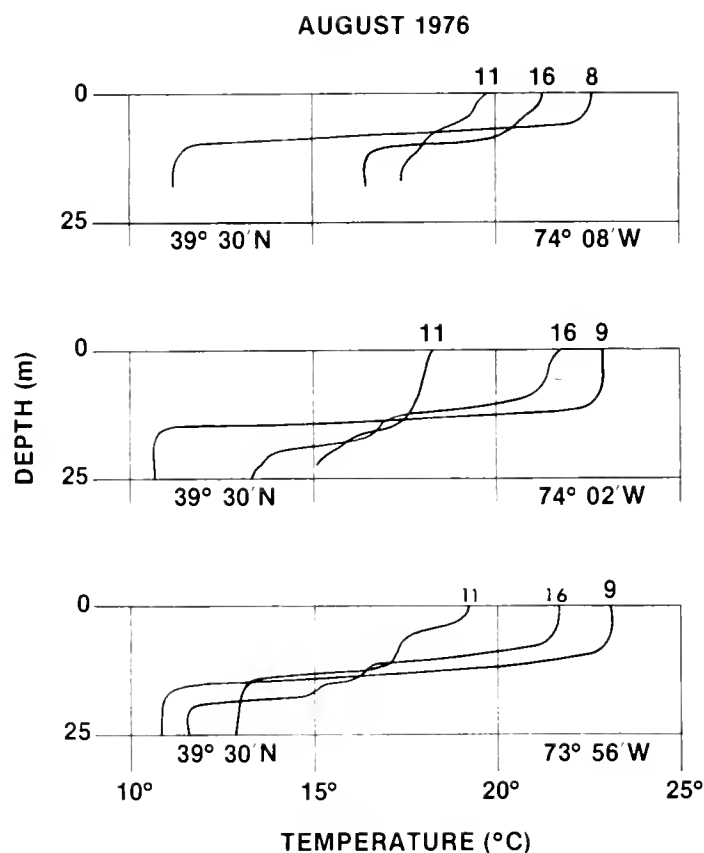 AUGUST 1976
11 16 8
0
25
39° 30′N 74° 08′W
11 16 9
0
25
39° 30′N 74° 02′W
11 16 9
0
25
39° 30′N 73° 56′W
10° 15° 20° 25°
DEPTH (m)
TEMPERATURE (°C)